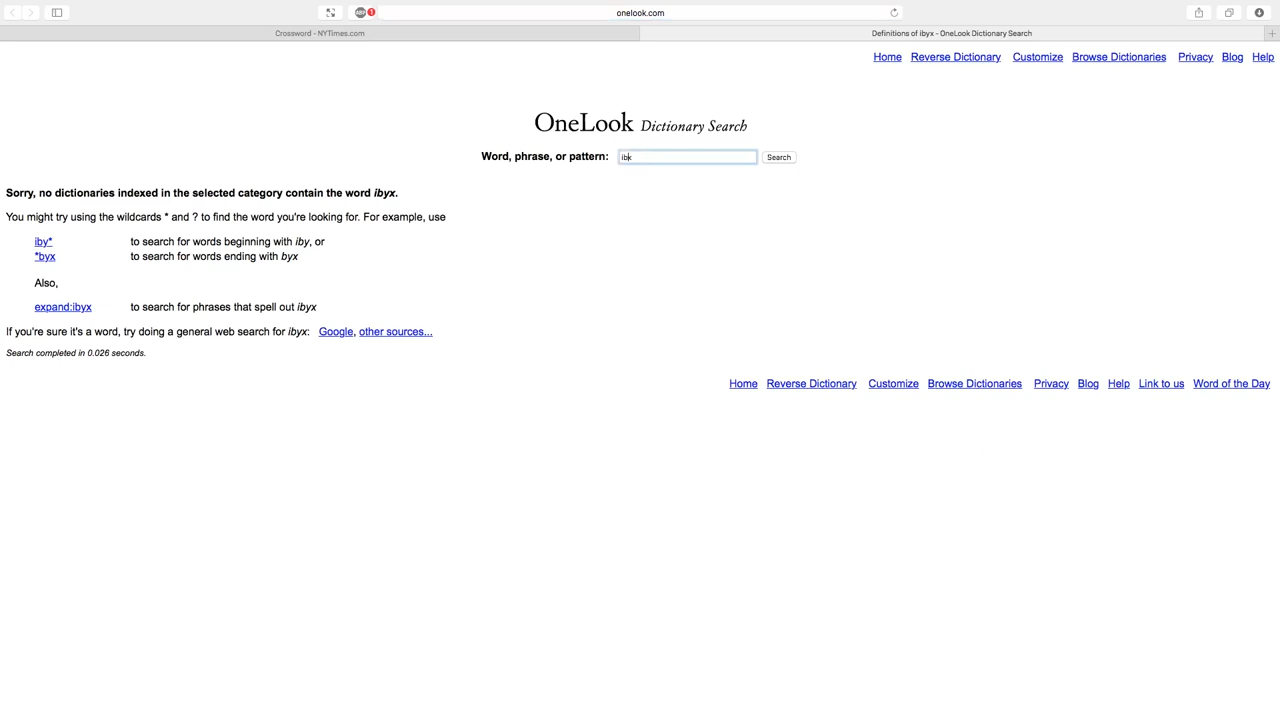 onelook.com
ABP 1
Crossword - NYTimes.com
Definitions of ibyx - OneLook Dictionary Search
Home Reverse Dictionary Customize Browse Dictionaries Privacy Blog Help
OneLook Dictionary Search
Word, phrase, or pattern: ibx Search
Sorry, no dictionaries indexed in the selected category contain the word ibyx.
You might try using the wildcards * and ? to find the word you're looking for. For example, use
iby* to search for words beginning with iby, or
*byx to search for words ending with byx
Also,
expand:ibyx to search for phrases that spell out ibyx
If you're sure it's a word, try doing a general web search for ibyx: Google, other sources...
Search completed in 0.026 seconds.
Home Reverse Dictionary Customize Browse Dictionaries Privacy Blog Help Link to us Word of the Day